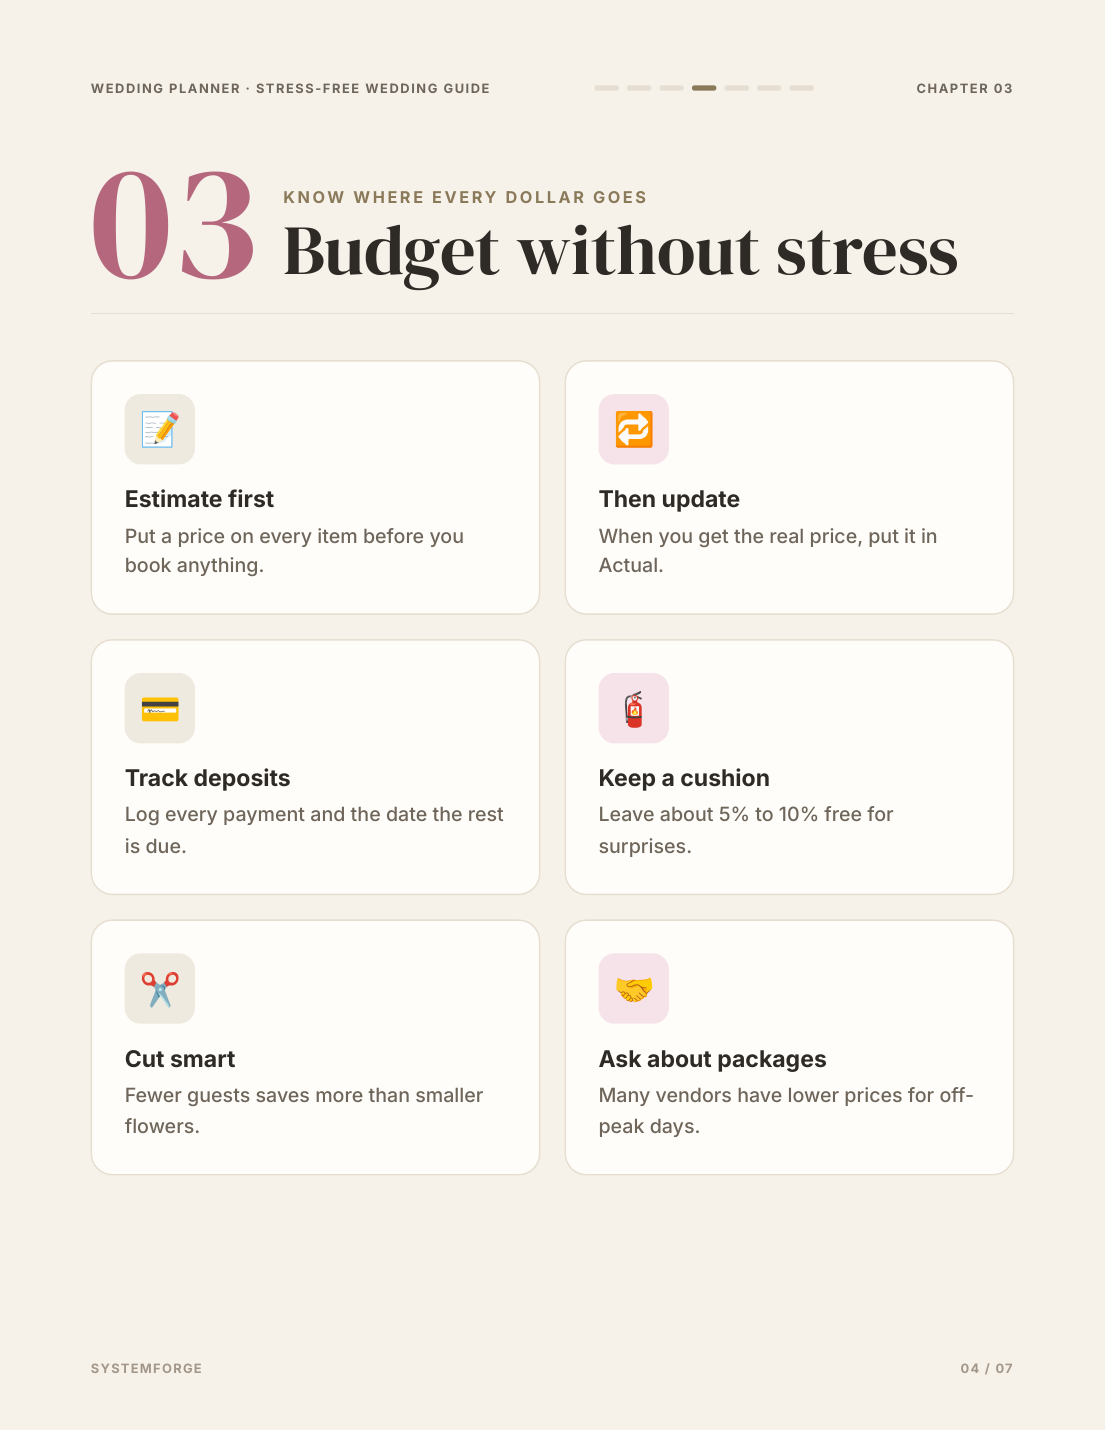 WEDDING PLANNER · STRESS-FREE WEDDING GUIDE
CHAPTER 03
03
KNOW WHERE EVERY DOLLAR GOES
Budget without stress
Estimate first
Put a price on every item before you
book anything.
Then update
When you get the real price, put it in
Actual.
Track deposits
Log every payment and the date the rest
is due.
Keep a cushion
Leave about 5% to 10% free for
surprises.
Cut smart
Fewer guests saves more than smaller
flowers.
Ask about packages
Many vendors have lower prices for off-
peak days.
SYSTEMFORGE
04 / 07